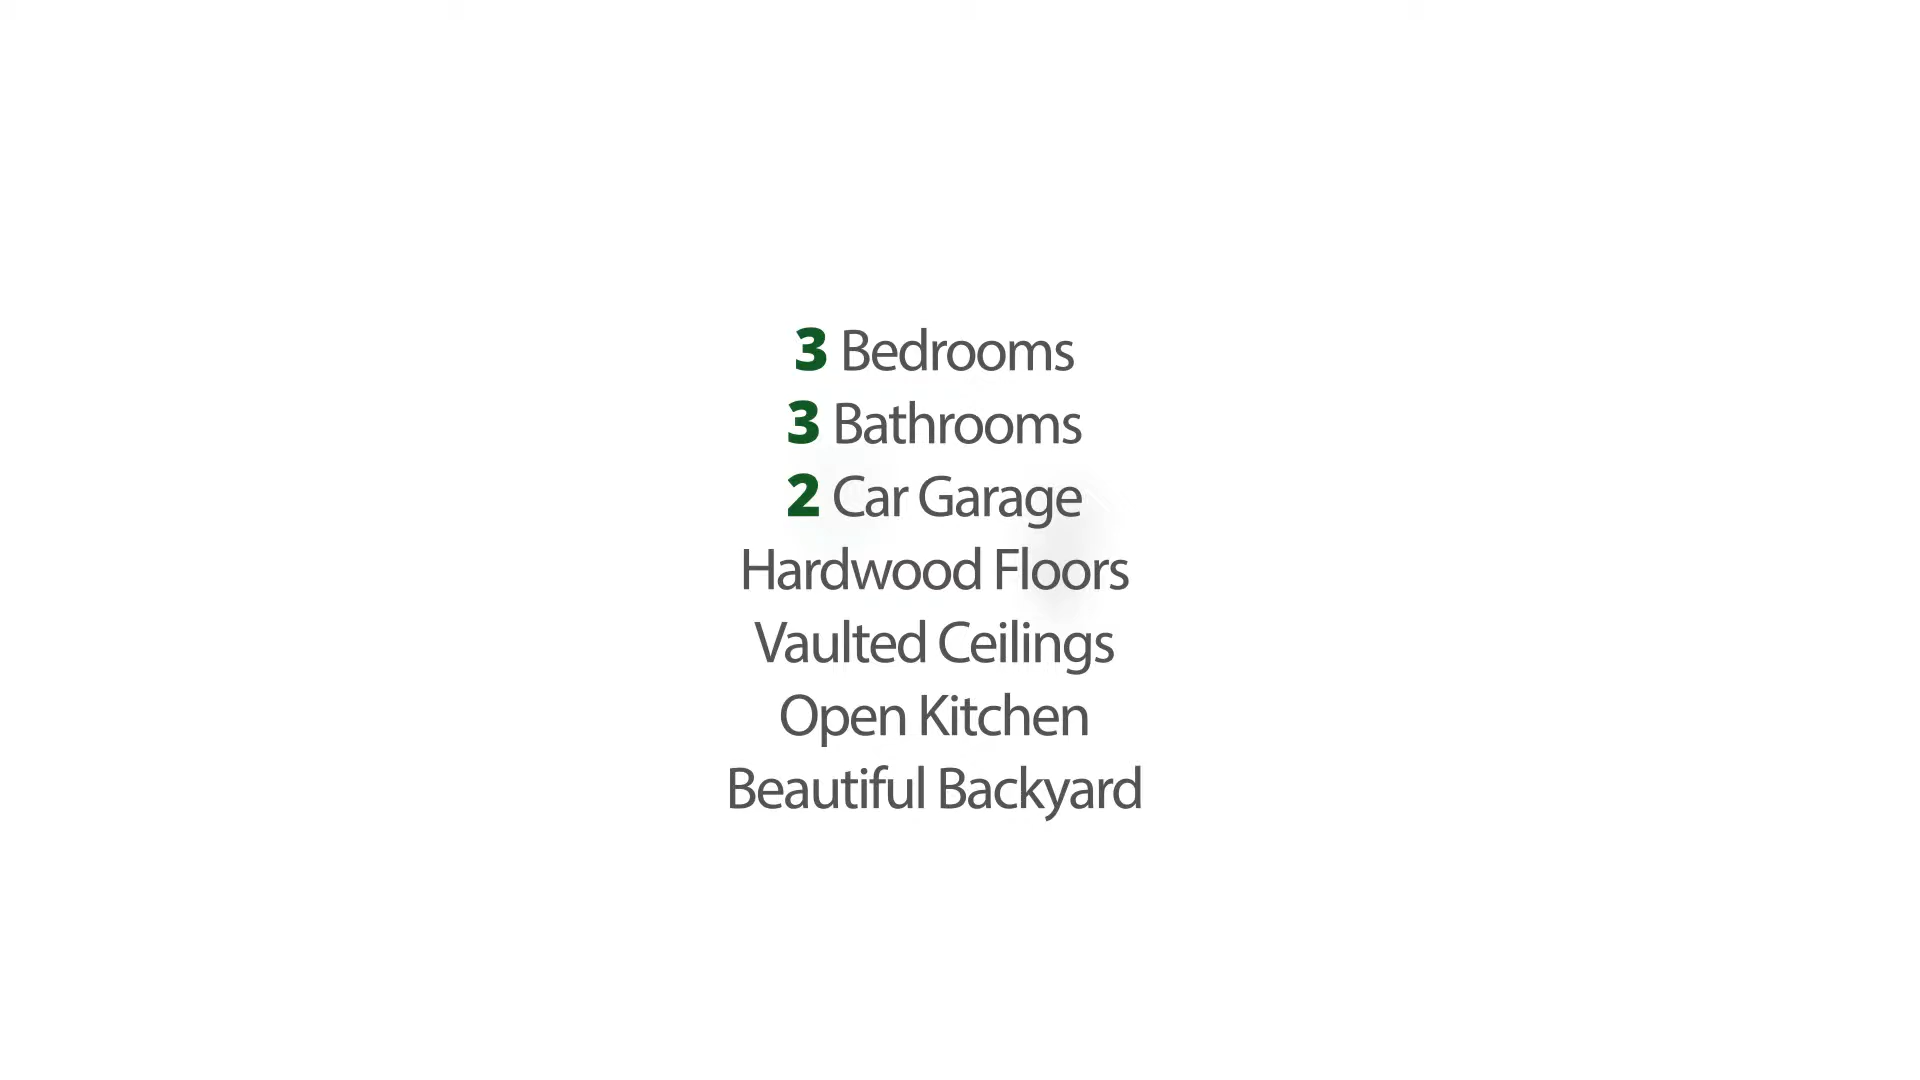 3 Bedrooms
3 Bathrooms
2 Car Garage
Hardwood Floors
Vaulted Ceilings
Open Kitchen
Beautiful Backyard